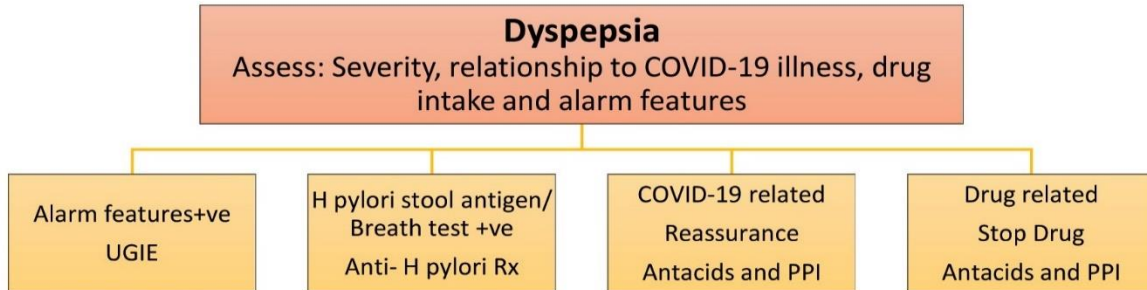 Dyspepsia
Assess: Severity, relationship to COVID-19 illness, drug
intake and alarm features
Alarm features+ve
UGIE
H pylori stool antigen/
Breath test +ve
Anti- H pylori Rx
COVID-19 related
Reassurance
Antacids and PPI
Drug related
Stop Drug
Antacids and PPI